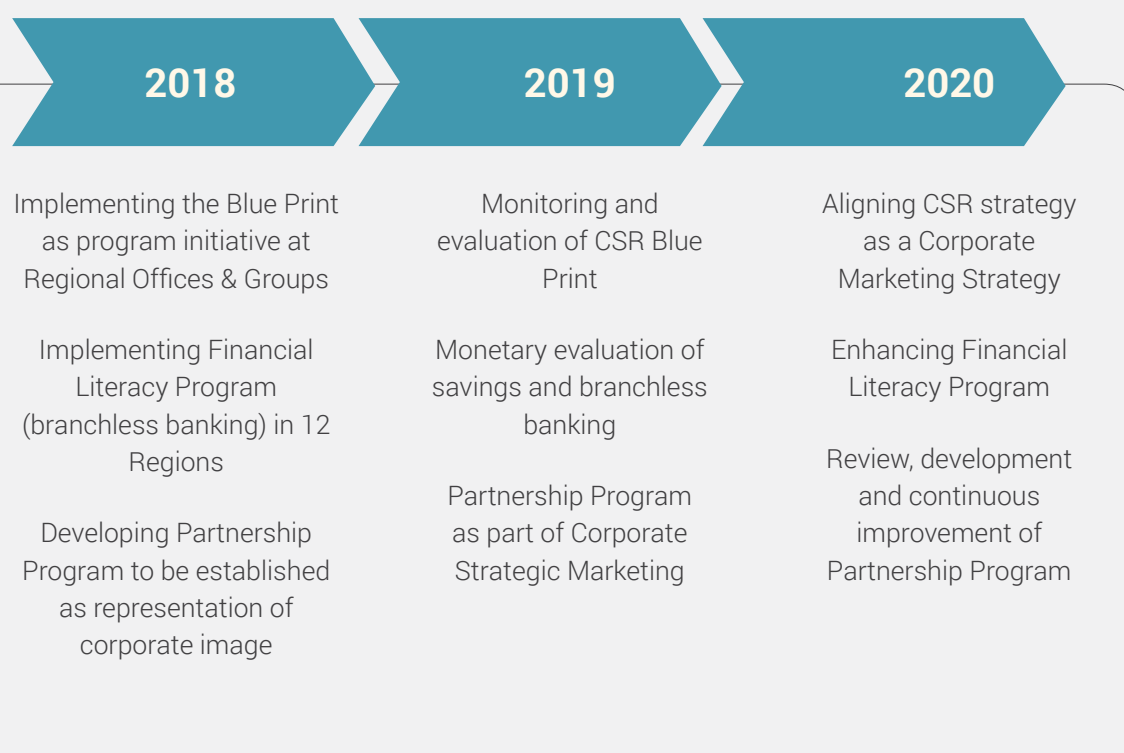 2018
Implementing the Blue Print
as program initiative at
Regional Offices & Groups
Implementing Financial
Literacy Program
(branchless banking) in 12
Regions
Developing Partnership
Program to be established
as representation of
corporate image
2019
Monitoring and
evaluation of CSR Blue
Print
Monetary evaluation of
savings and branchless
banking
Partnership Program
as part of Corporate
Strategic Marketing
2020
Aligning CSR strategy
as a Corporate
Marketing Strategy
Enhancing Financial
Literacy Program
Review, development
and continuous
improvement of
Partnership Program